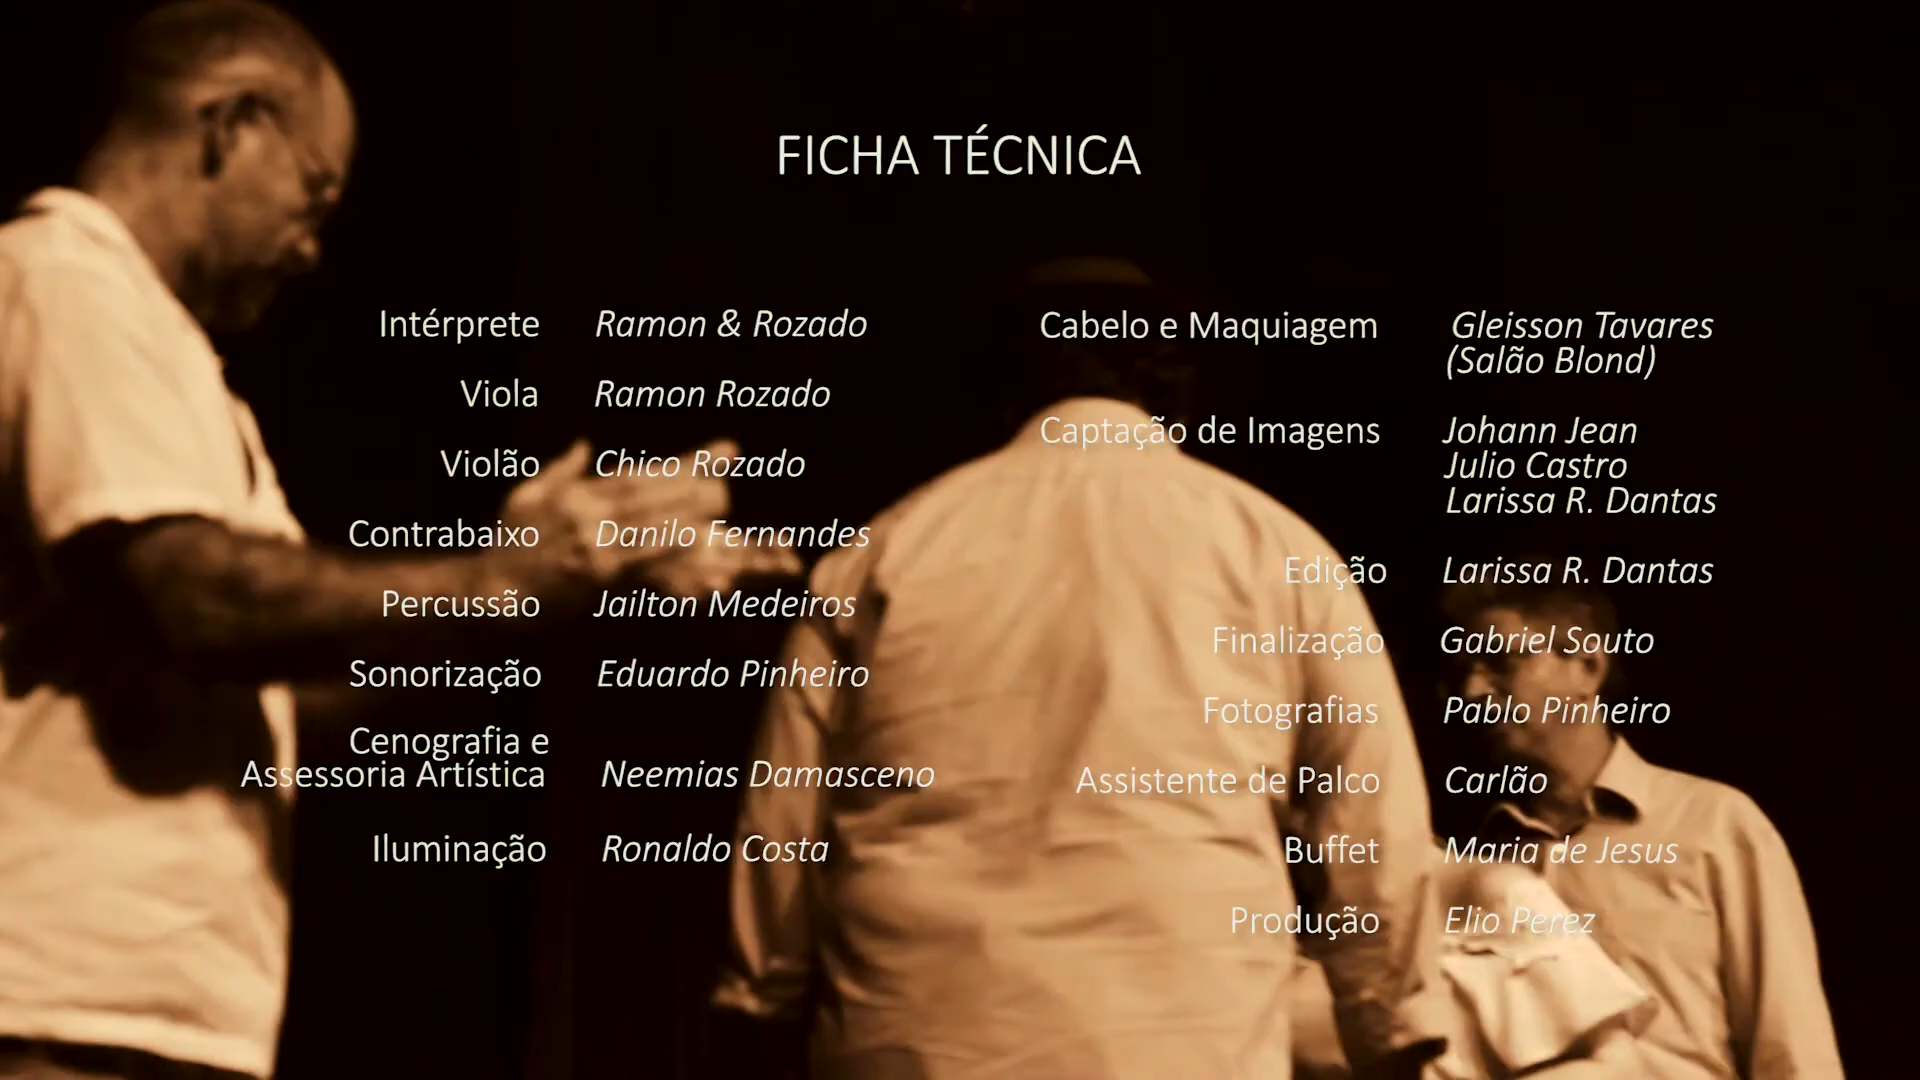 FICHA TÉCNICA
Intérprete Ramon & Rozado
Viola Ramon Rozado
Violão Chico Rozado
Contrabaixo Danilo Fernandes
Percussão Jailton Medeiros
Sonorização Eduardo Pinheiro
Cenografia e
Assessoria Artística Neemias Damasceno
Iluminação Ronaldo Costa
Cabelo e Maquiagem Gleisson Tavares
(Salão Blond)
Captação de Imagens Johann Jean
Julio Castro
Larissa R. Dantas
Edição Larissa R. Dantas
Finalização Gabriel Souto
Fotografias Pablo Pinheiro
Assistente de Palco Carlão
Buffet Maria de Jesus
Produção Elio Perez